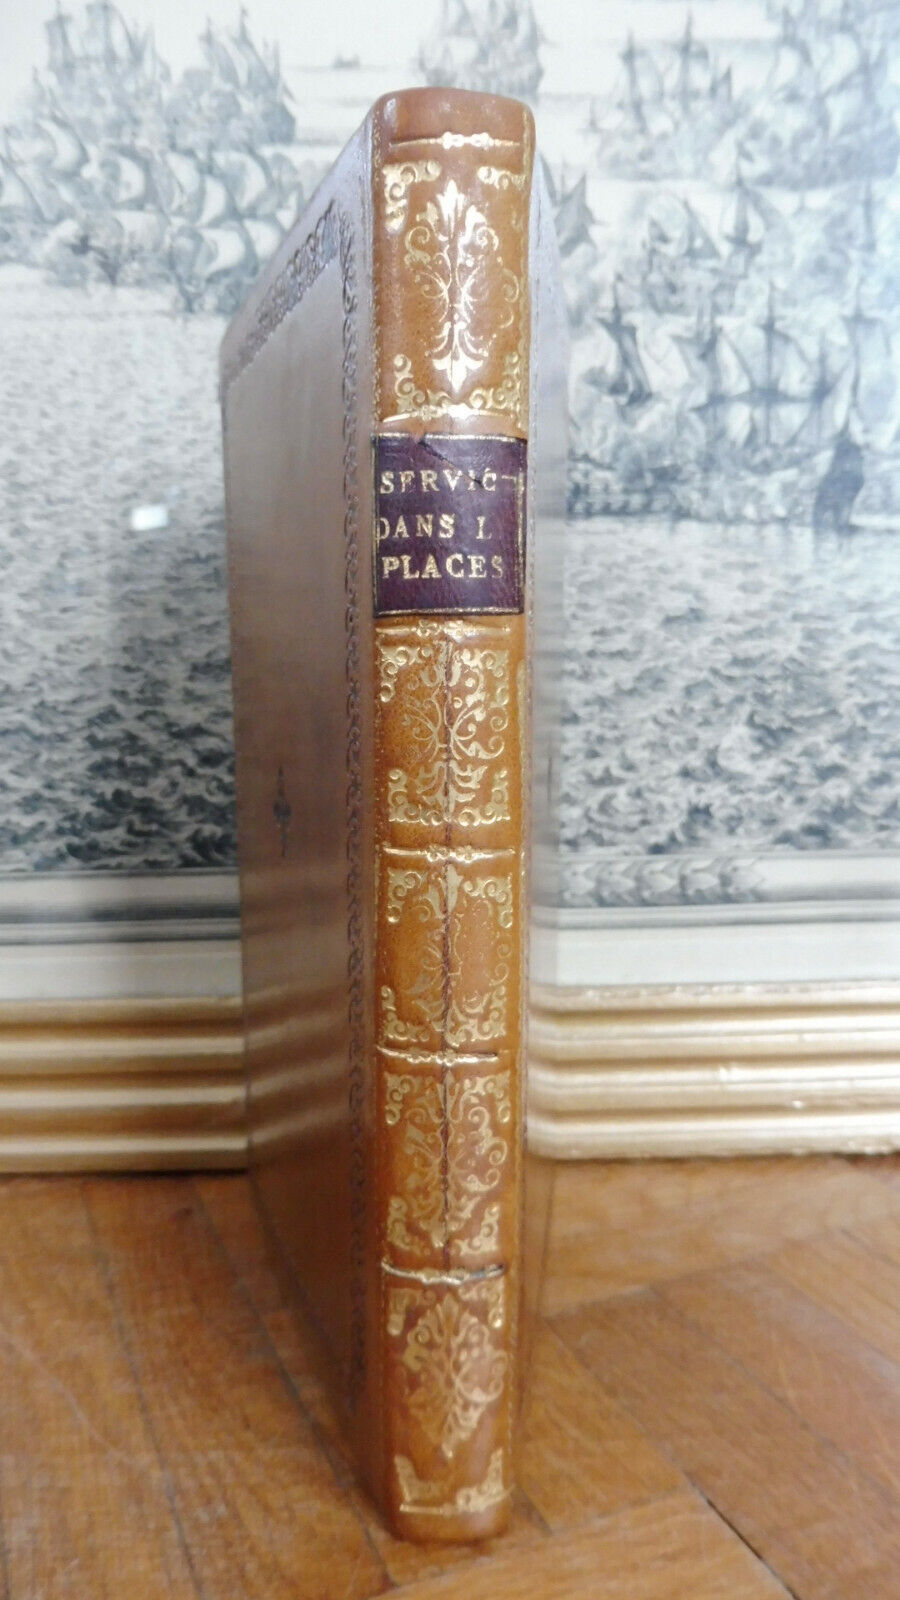 SERVIC
DANS L
PLACES